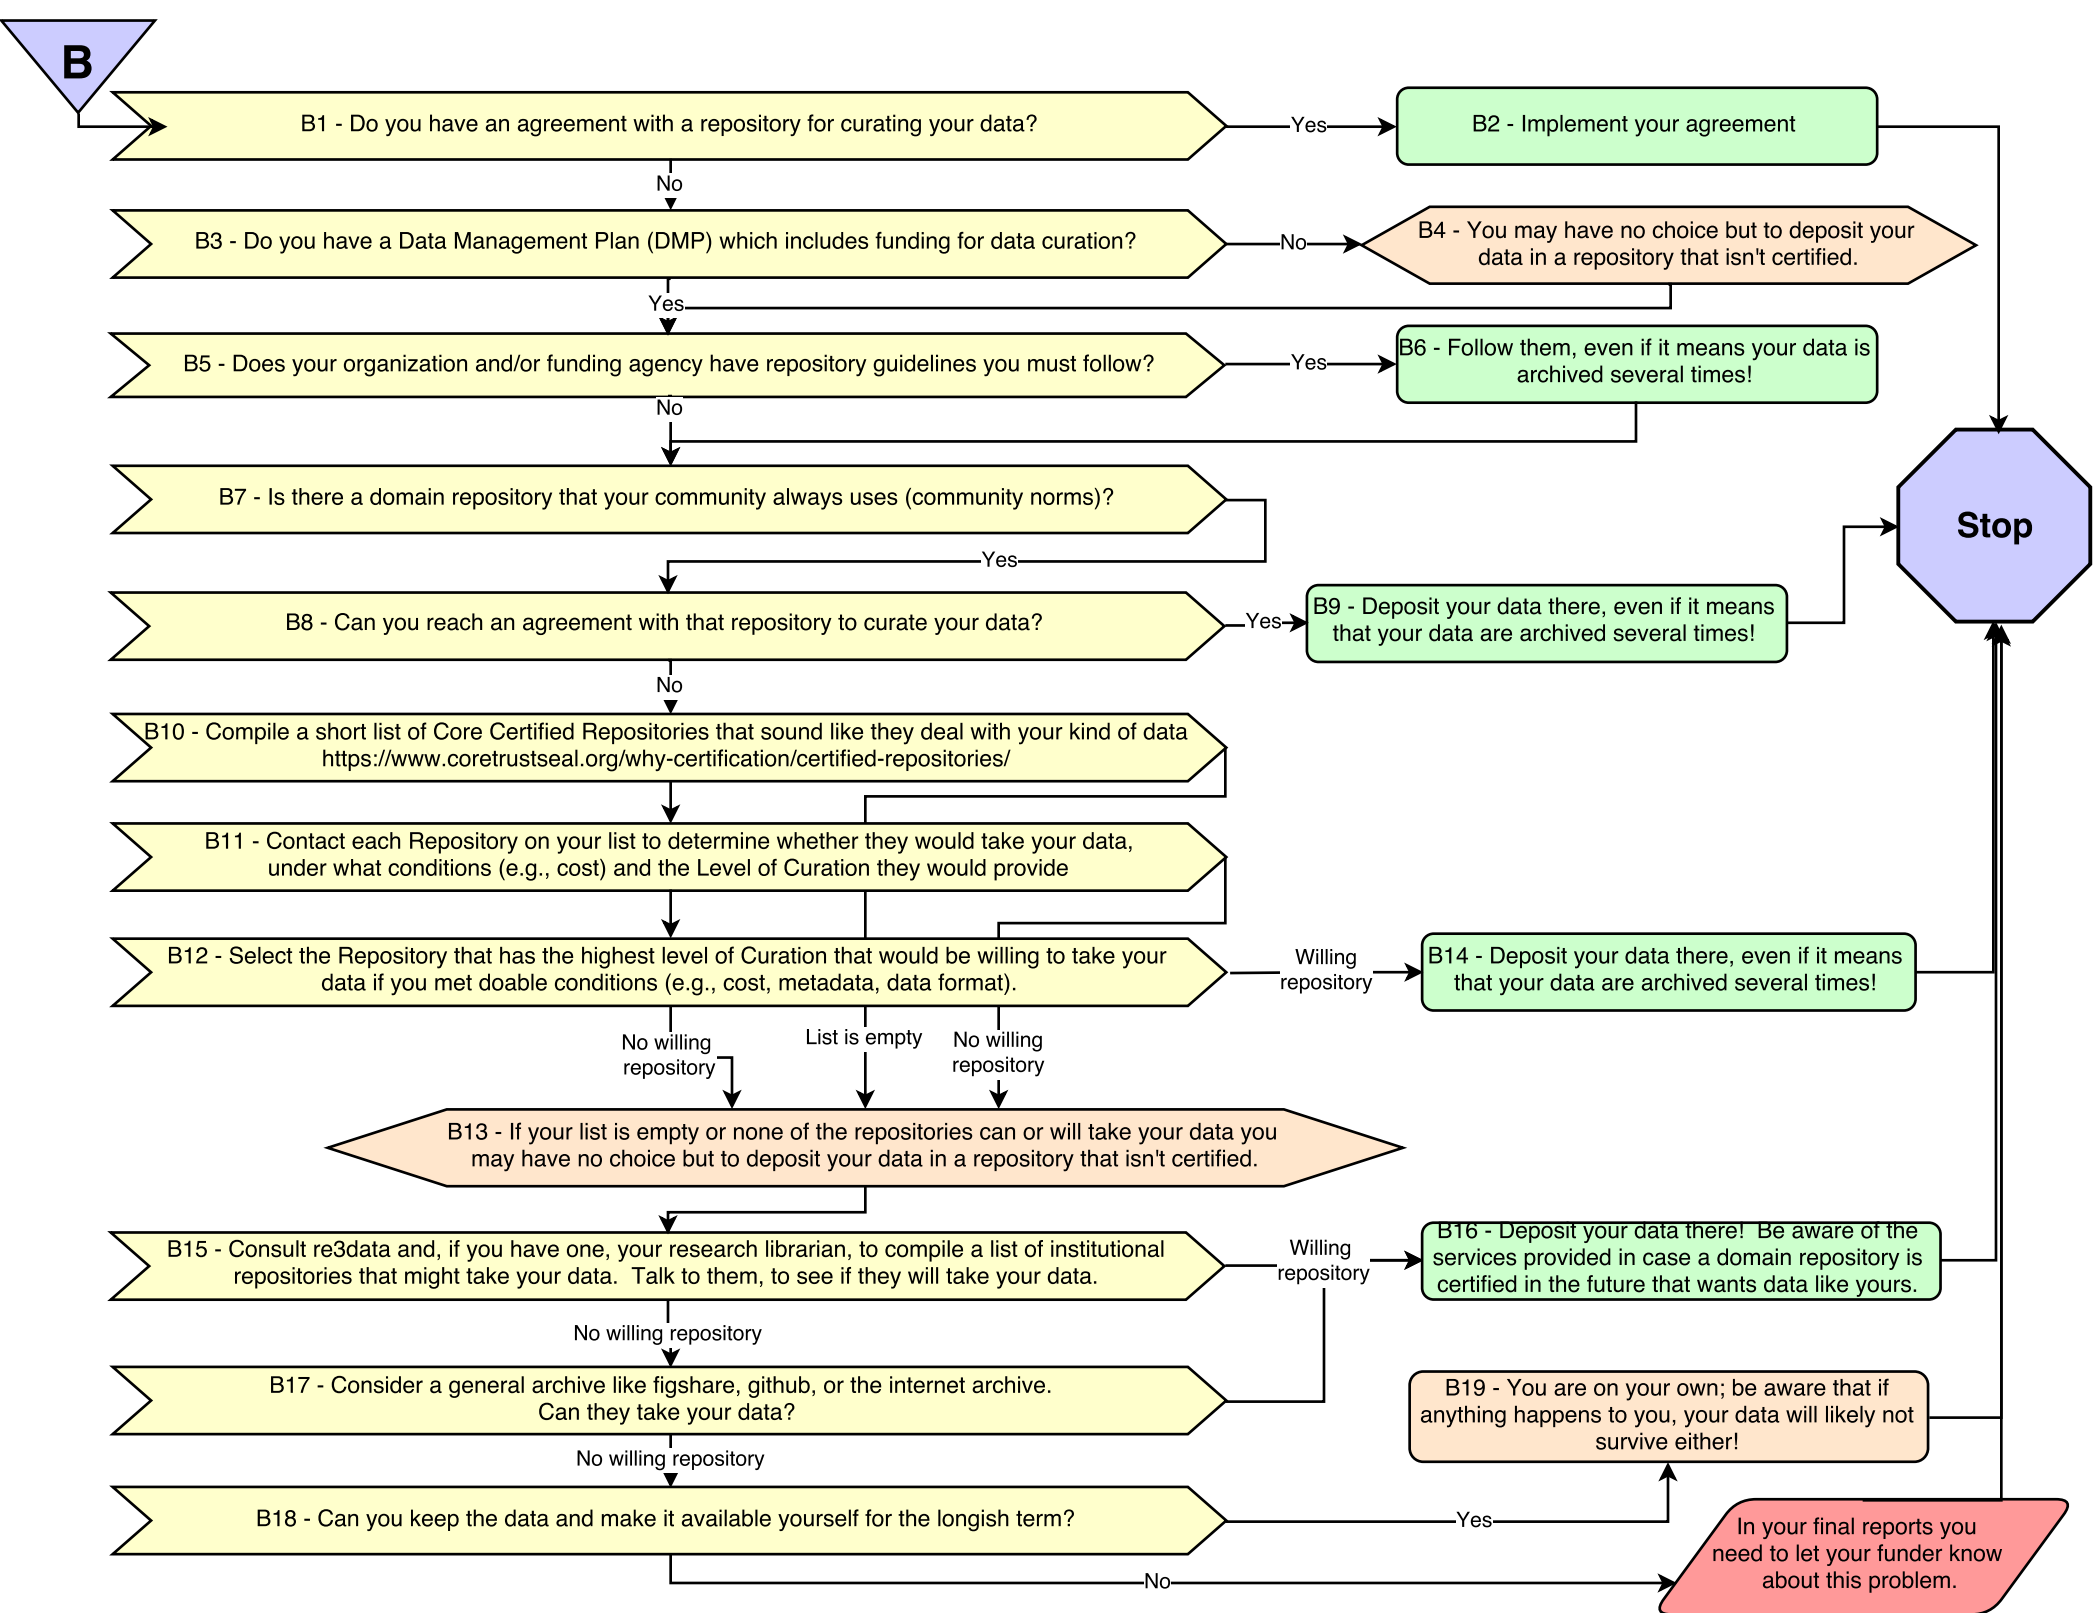 B
B1 - Do you have an agreement with a repository for curating your data?
Yes
B2 - Implement your agreement
No
B3 - Do you have a Data Management Plan (DMP) which includes funding for data curation?
No
B4 - You may have no choice but to deposit your
data in a repository that isn't certified.
Yes
B5 - Does your organization and/or funding agency have repository guidelines you must follow?
Yes
B6 - Follow them, even if it means your data is
archived several times!
No
B7 - Is there a domain repository that your community always uses (community norms)?
Stop
Yes
B8 - Can you reach an agreement with that repository to curate your data?
Yes
B9 - Deposit your data there, even if it means
that your data are archived several times!
No
B10 - Compile a short list of Core Certified Repositories that sound like they deal with your kind of data
https://www.coretrustseal.org/why-certification/certified-repositories/
B11 - Contact each Repository on your list to determine whether they would take your data,
under what conditions (e.g., cost) and the Level of Curation they would provide
B12 - Select the Repository that has the highest level of Curation that would be willing to take your
data if you met doable conditions (e.g., cost, metadata, data format).
Willing
repository
B14 - Deposit your data there, even if it means
that your data are archived several times!
No willing
repository
List is empty
No willing
repository
B13 - If your list is empty or none of the repositories can or will take your data you
may have no choice but to deposit your data in a repository that isn't certified.
B15 - Consult re3data and, if you have one, your research librarian, to compile a list of institutional
repositories that might take your data.  Talk to them, to see if they will take your data.
Willing
repository
B16 - Deposit your data there!  Be aware of the
services provided in case a domain repository is
certified in the future that wants data like yours.
No willing repository
B17 - Consider a general archive like figshare, github, or the internet archive.
Can they take your data?
B19 - You are on your own; be aware that if
anything happens to you, your data will likely not
survive either!
No willing repository
B18 - Can you keep the data and make it available yourself for the longish term?
Yes
In your final reports you
need to let your funder know
about this problem.
No